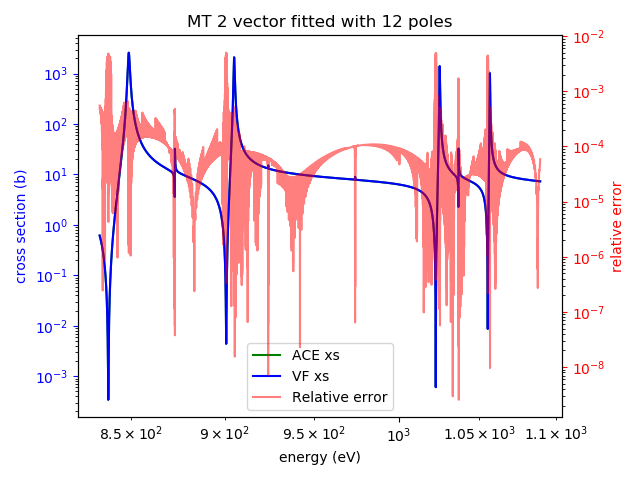 MT 2 vector fitted with 12 poles
cross section (b)
10³
10²
10¹
10⁰
10⁻¹
10⁻²
10⁻³
10⁻²
10⁻³
10⁻⁴
10⁻⁵
10⁻⁶
10⁻⁷
10⁻⁸
relative error
ACE xs
VF xs
Relative error
8.5 × 10² 9 × 10² 9.5 × 10² 10³ 1.05 × 10³ 1.1 × 10³
energy (eV)